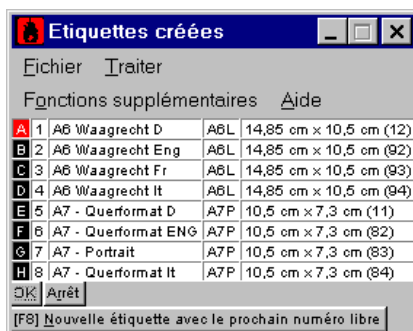 Etiquettes créées
Fichier Traiter
Fonctions supplémentaires Aide
A 1 A6 Waagrecht D A6L 14,85 cm x 10,5 cm (12)
B 2 A6 Waagrecht Eng A6L 14,85 cm x 10,5 cm (92)
C 3 A6 Waagrecht Fr A6L 14,85 cm x 10,5 cm (93)
D 4 A6 Waagrecht It A6L 14,85 cm x 10,5 cm (94)
E 5 A7 - Querformat D A7P 10,5 cm x 7,3 cm (11)
F 6 A7 - Querformat ENG A7P 10,5 cm x 7,3 cm (82)
G 7 A7 - Portrait A7P 10,5 cm x 7,3 cm (83)
H 8 A7 - Querformat It A7P 10,5 cm x 7,3 cm (84)
OK Arrêt
[F8] Nouvelle étiquette avec le prochain numéro libre